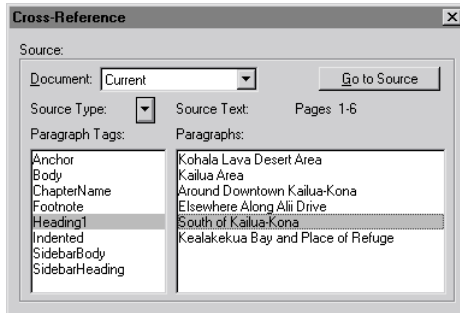 Cross-Reference
Source:
Document: Current
Go to Source
Source Type:
Source Text:
Pages 1-6
Paragraph Tags:
Paragraphs:
Anchor
Body
ChapterName
Footnote
Heading1
Indented
SidebarBody
SidebarHeading
Kohala Lava Desert Area
Kailua Area
Around Downtown Kailua-Kona
Elsewhere Along Alii Drive
South of Kailua-Kona
Kealakekua Bay and Place of Refuge